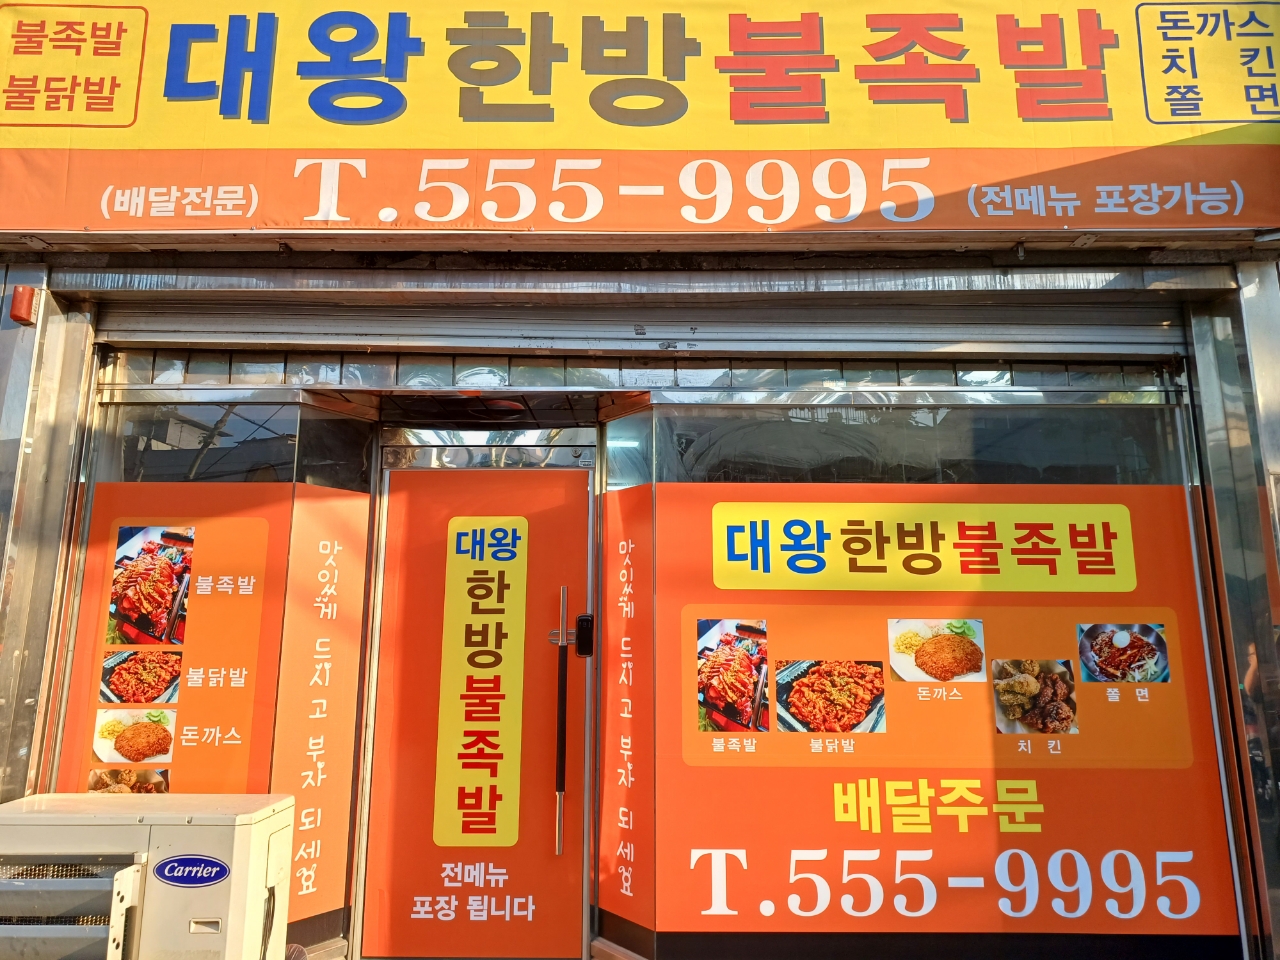 불족발
불닭발
대왕한방불족발
돈까스
치 킨
쫄 면
(배달전문)
T.555-9995
(전메뉴 포장가능)
불족발
불닭발
돈까스
맛있게 드시고 부자 되세요
대왕
한방불족발
전메뉴
포장 됩니다
맛있게 드시고 부자 되세요
대왕한방불족발
불족발
불닭발
돈까스
치 킨
쫄 면
배달주문
T.555-9995
Carrier